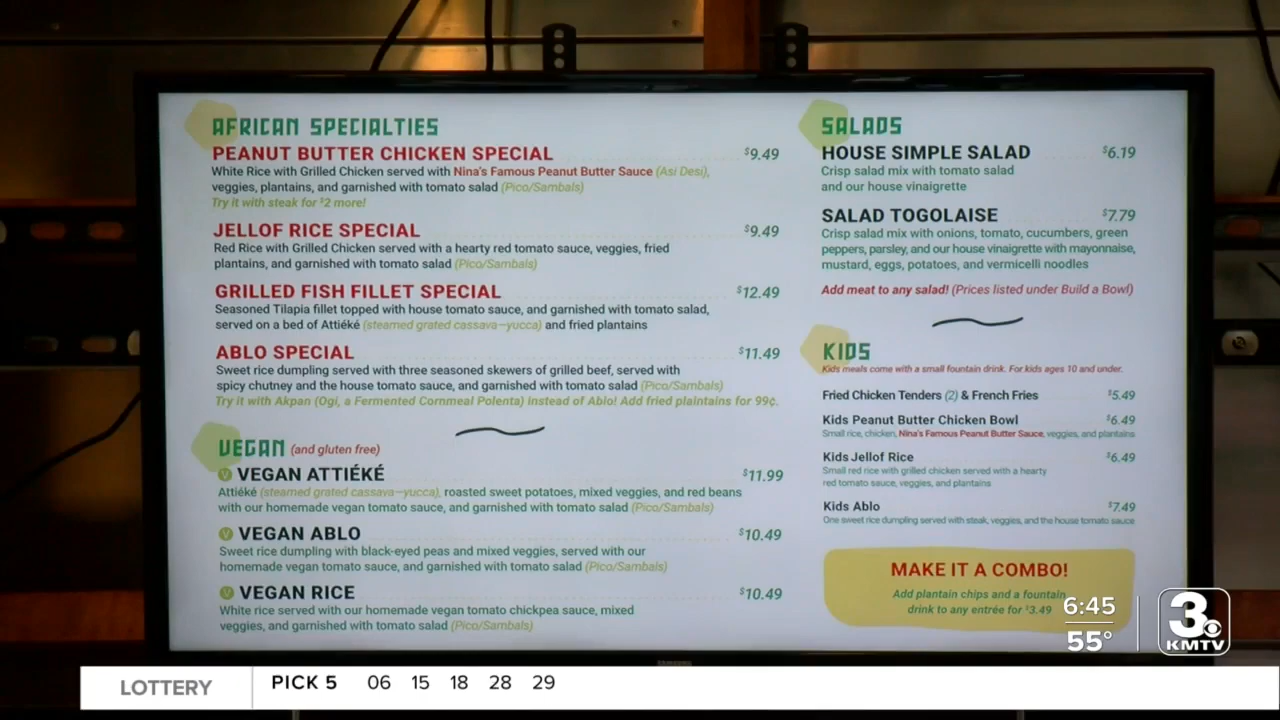 AFRICAN SPECIALTIES
PEANUT BUTTER CHICKEN SPECIAL $9.49
White Rice with Grilled Chicken served with Nina's Famous Peanut Butter Sauce (Asi Desi),
veggies, plantains, and garnished with tomato salad (Pico/Sambals)
Try it with steak for $2 more!
JELLOF RICE SPECIAL $9.49
Red Rice with Grilled Chicken served with a hearty red tomato sauce, veggies, fried
plantains, and garnished with tomato salad (Pico/Sambals)
GRILLED FISH FILLET SPECIAL $12.49
Seasoned Tilapia fillet topped with house tomato sauce, and garnished with tomato salad,
served on a bed of Attiéké (steamed grated cassava–yucca) and fried plantains
ABLO SPECIAL $11.49
Sweet rice dumpling served with three seasoned skewers of grilled beef, served with
spicy chutney and the house tomato sauce, and garnished with tomato salad (Pico/Sambals)
Try it with Akpan (Ogi, a Fermented Cornmeal Polenta) instead of Ablo! Add fried plaintains for 99¢.
VEGAN (and gluten free)
V VEGAN ATTIÉKÉ $11.99
Attiéké (steamed grated cassava–yucca), roasted sweet potatoes, mixed veggies, and red beans
with our homemade vegan tomato sauce, and garnished with tomato salad (Pico/Sambals)
V VEGAN ABLO $10.49
Sweet rice dumpling with black-eyed peas and mixed veggies, served with our
homemade vegan tomato sauce, and garnished with tomato salad (Pico/Sambals)
V VEGAN RICE $10.49
White rice served with our homemade vegan tomato chickpea sauce, mixed
veggies, and garnished with tomato salad (Pico/Sambals)
SALADS
HOUSE SIMPLE SALAD $6.19
Crisp salad mix with tomato salad
and our house vinaigrette
SALAD TOGOLAISE $7.79
Crisp salad mix with onions, tomato, cucumbers, green
peppers, parsley, and our house vinaigrette with mayonnaise,
mustard, eggs, potatoes, and vermicelli noodles
Add meat to any salad! (Prices listed under Build a Bowl)
KIDS
Kids meals come with a small fountain drink. For kids ages 10 and under.
Fried Chicken Tenders (2) & French Fries $5.49
Kids Peanut Butter Chicken Bowl $6.49
Small rice, chicken, Nina's Famous Peanut Butter Sauce, veggies, and plantains
Kids Jellof Rice $6.49
Small red rice with grilled chicken served with a hearty
red tomato sauce, veggies, and plantains
Kids Ablo $7.49
One sweet rice dumpling served with steak, veggies, and the house tomato sauce
MAKE IT A COMBO!
Add plantain chips and a fountain
drink to any entrée for $3.49
6:45
55°
3
KMTV
LOTTERY PICK 5 06 15 18 28 29